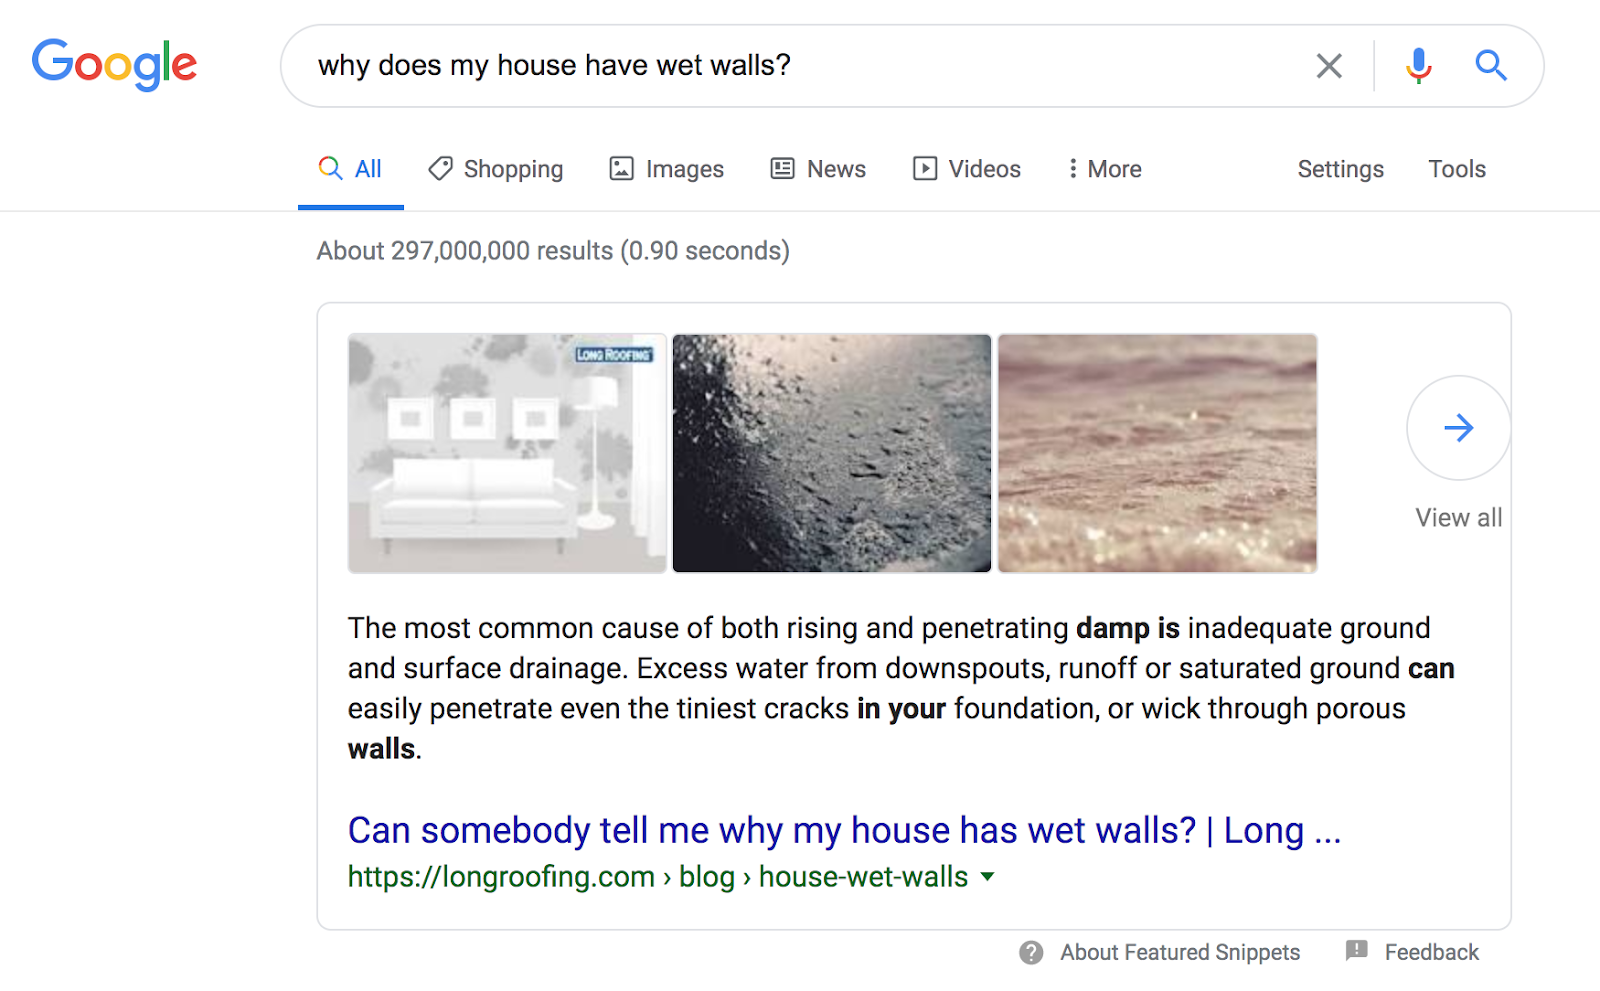 Google
why does my house have wet walls?
All Shopping Images News Videos More Settings Tools
About 297,000,000 results (0.90 seconds)
LONG ROOFING
View all
The most common cause of both rising and penetrating damp is inadequate ground
and surface drainage. Excess water from downspouts, runoff or saturated ground can
easily penetrate even the tiniest cracks in your foundation, or wick through porous
walls.
Can somebody tell me why my house has wet walls? | Long ...
https://longroofing.com › blog › house-wet-walls
About Featured Snippets Feedback